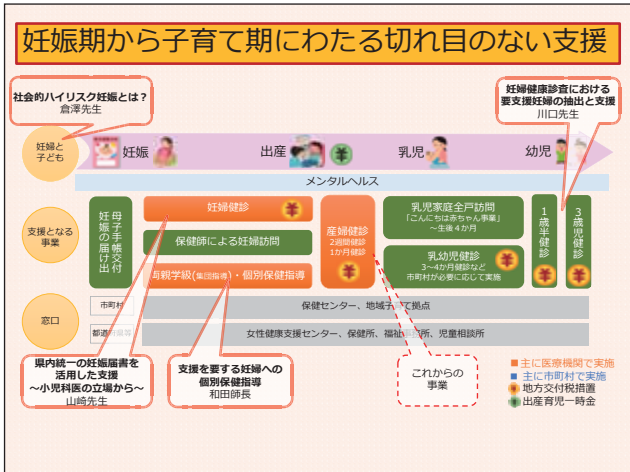 妊娠期から子育て期にわたる切れ目のない支援
社会的ハイリスク妊娠とは?
倉澤先生
妊婦健康診査における
要支援妊婦の抽出と支援
川口先生
妊婦と
子ども
妊娠
出産
¥
乳児
幼児
メンタルヘルス
支援となる
事業
母子手帳交付
妊娠の届け出
妊婦健診
¥
保健師による妊婦訪問
両親学級(集団指導)・個別保健指導
産婦健診
2週間健診
1か月健診
¥
乳児家庭全戸訪問
「こんにちは赤ちゃん事業」
~生後4か月
乳幼児健診
3~4か月健診など
市町村が必要に応じて実施
¥
1歳半健診
¥
3歳児健診
¥
窓口
市町村
保健センター、地域子育て拠点
女性健康支援センター、保健所、福祉事務所、児童相談所
県内統一の妊娠届書を
活用した支援
~小児科医の立場から~
山崎先生
支援を要する妊婦への
個別保健指導
和田師長
これからの
事業
■主に医療機関で実施
■主に市町村で実施
¥地方交付税措置
¥出産育児一時金